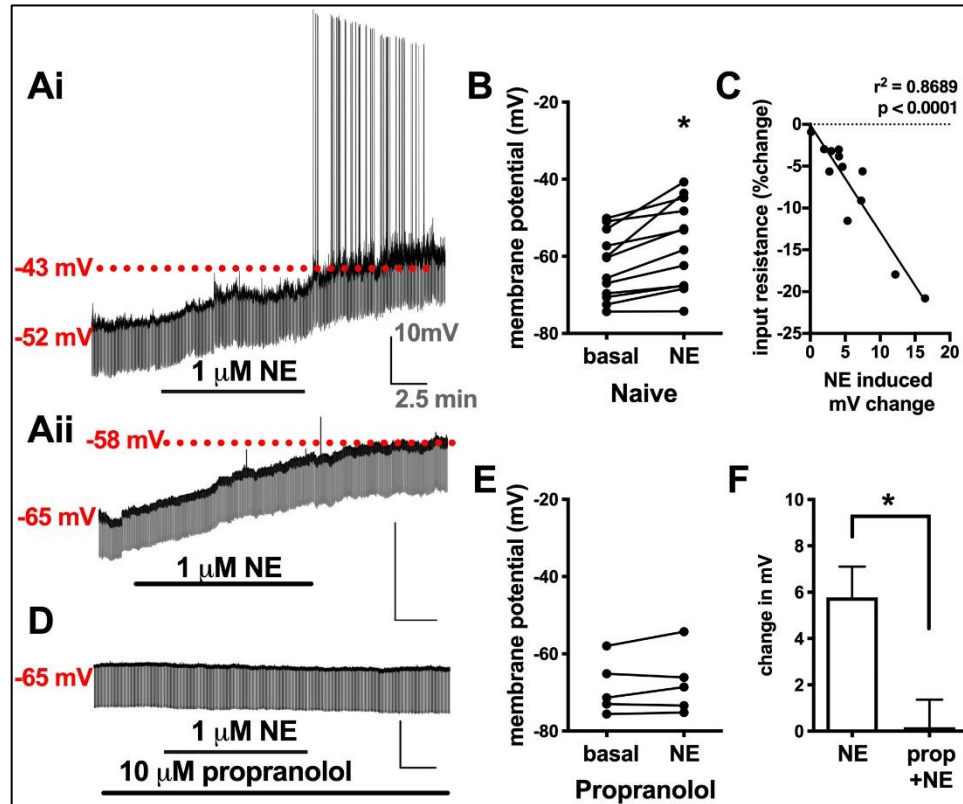 Ai
-43 mV
-52 mV
10mV
2.5 min
1 μM NE
Aii
-58 mV
-65 mV
1 μM NE
D
-65 mV
1 μM NE
10 μM propranolol
B
membrane potential (mV)
-20
-40
-60
-80
*
basal NE
Naive
C
r² = 0.8689
p < 0.0001
input resistance (%change)
0
-5
-10
-15
-20
-25
0 5 10 15 20
NE induced
mV change
E
membrane potential (mV)
-20
-40
-60
-80
basal NE
Propranolol
F
change in mV
10
8
6
4
2
0
*
NE prop
+NE